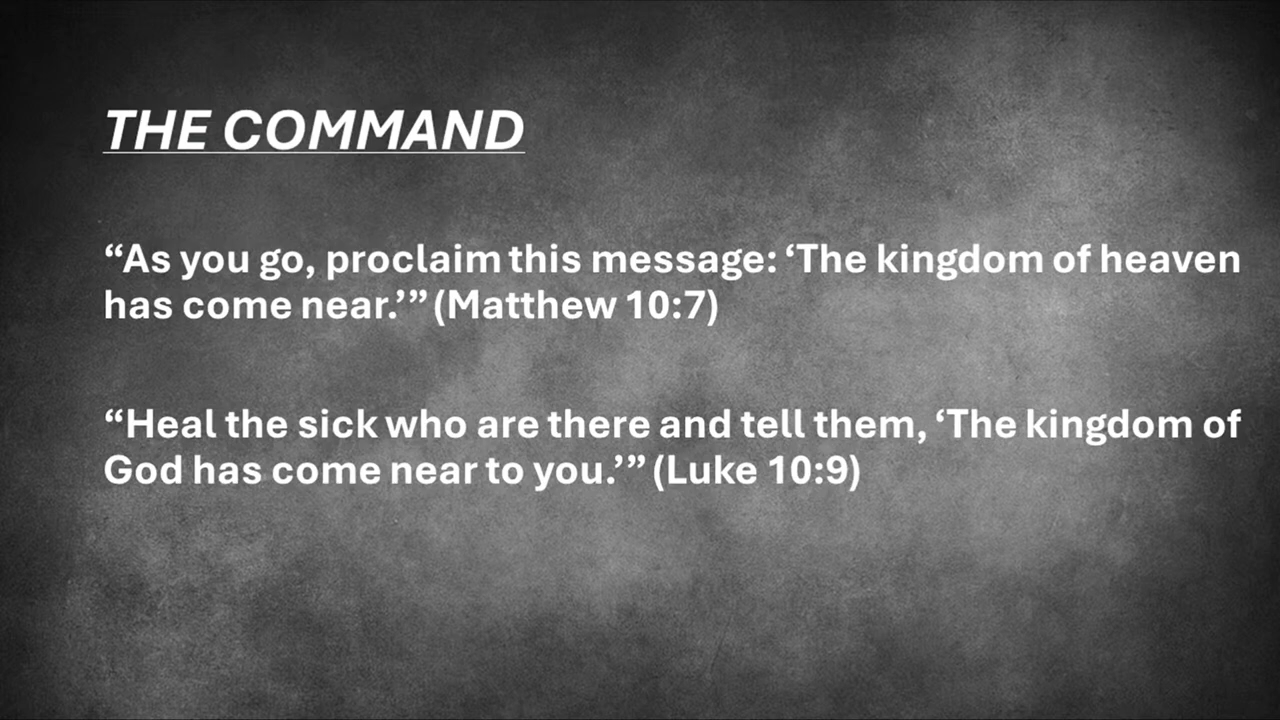 THE COMMAND
“As you go, proclaim this message: ‘The kingdom of heaven
has come near.’” (Matthew 10:7)
“Heal the sick who are there and tell them, ‘The kingdom of
God has come near to you.’” (Luke 10:9)